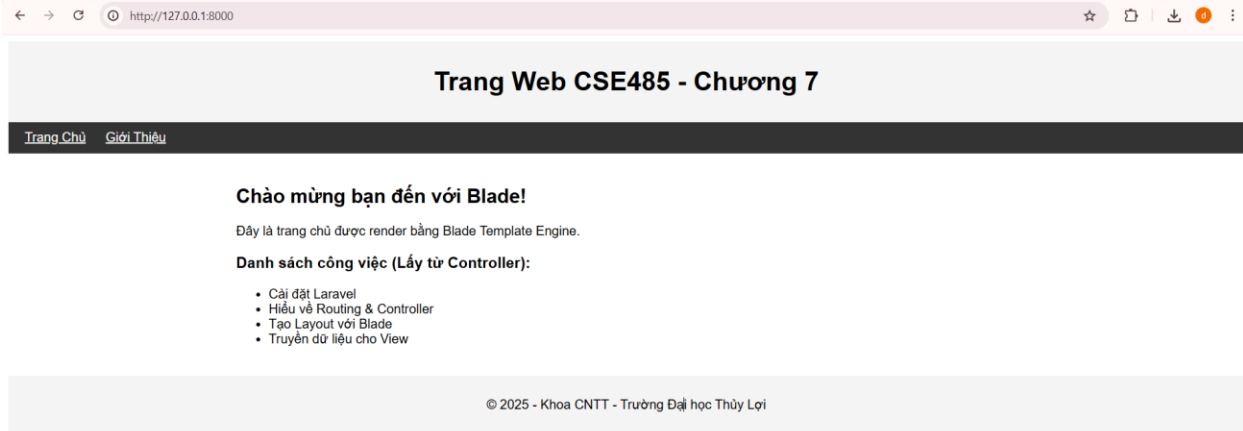 http://127.0.0.1:8000
d
Trang Web CSE485 - Chương 7
Trang Chủ Giới Thiệu
Chào mừng bạn đến với Blade!
Đây là trang chủ được render bằng Blade Template Engine.
Danh sách công việc (Lấy từ Controller):
• Cài đặt Laravel
• Hiểu về Routing & Controller
• Tạo Layout với Blade
• Truyền dữ liệu cho View
© 2025 - Khoa CNTT - Trường Đại học Thủy Lợi